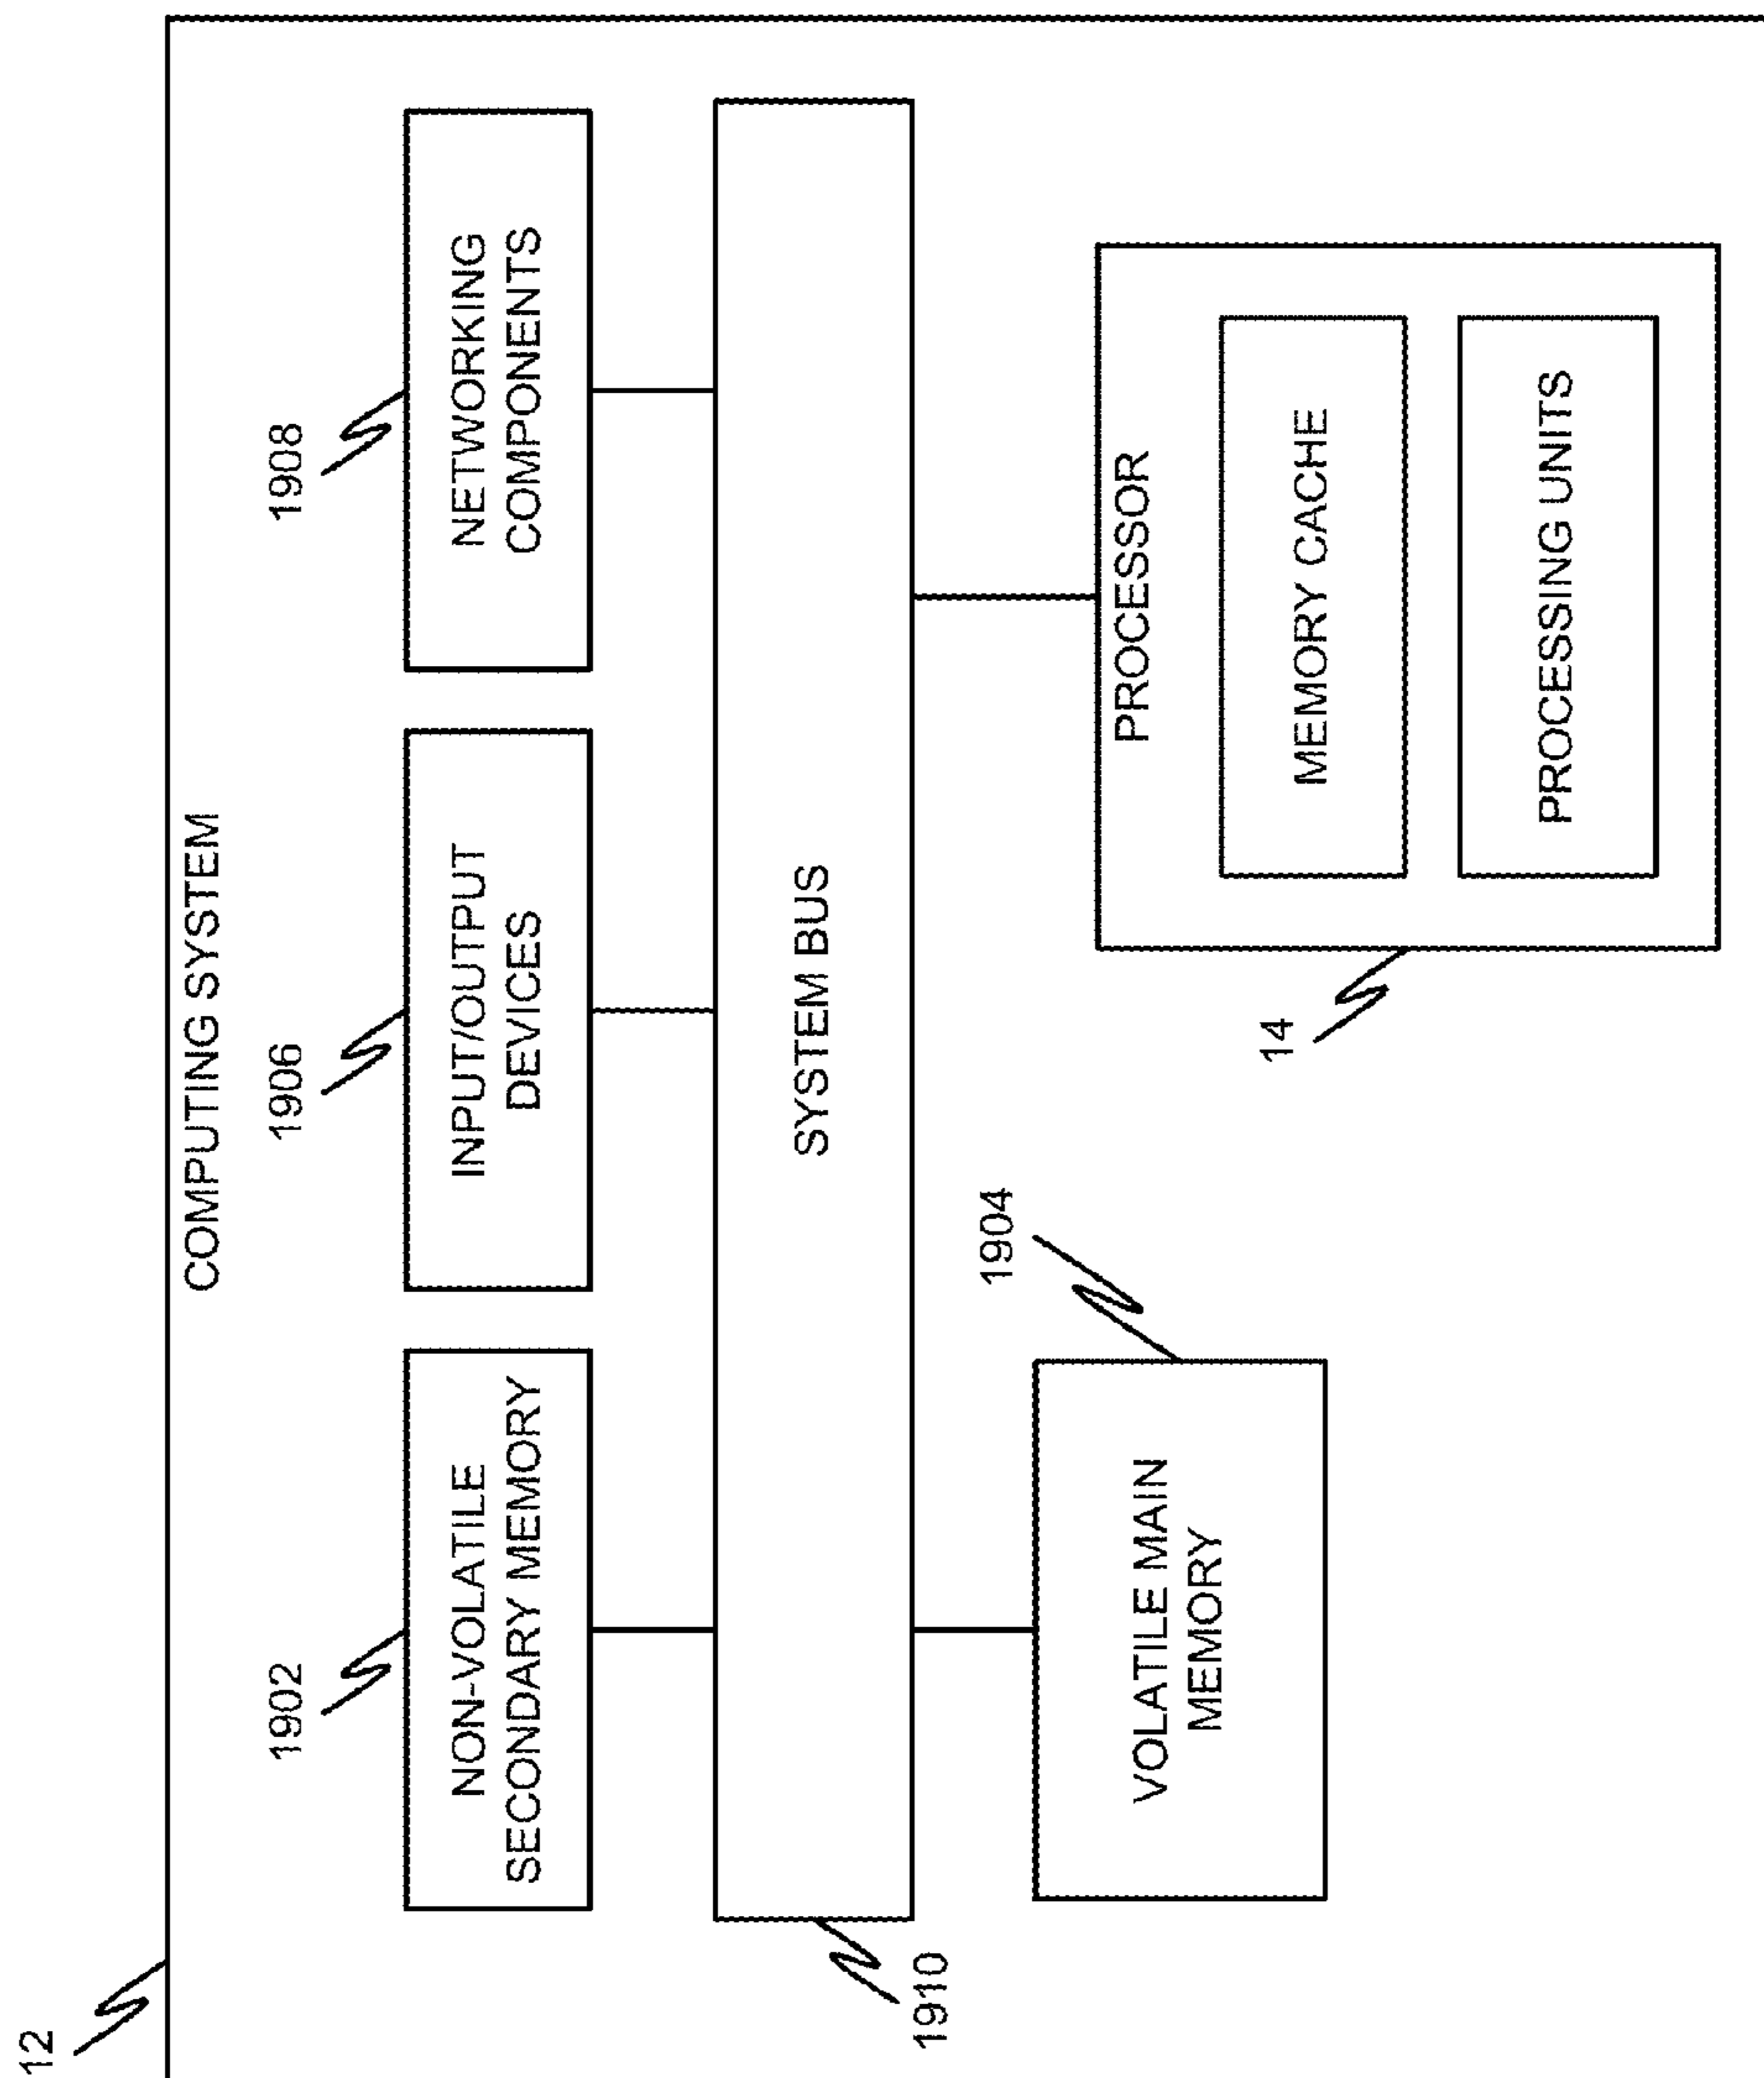 12
COMPUTING SYSTEM
1902
1906
1908
NON-VOLATILE
SECONDARY MEMORY
INPUT/OUTPUT
DEVICES
NETWORKING
COMPONENTS
SYSTEM BUS
1910
1904
VOLATILE MAIN
MEMORY
14
PROCESSOR
MEMORY CACHE
PROCESSING UNITS